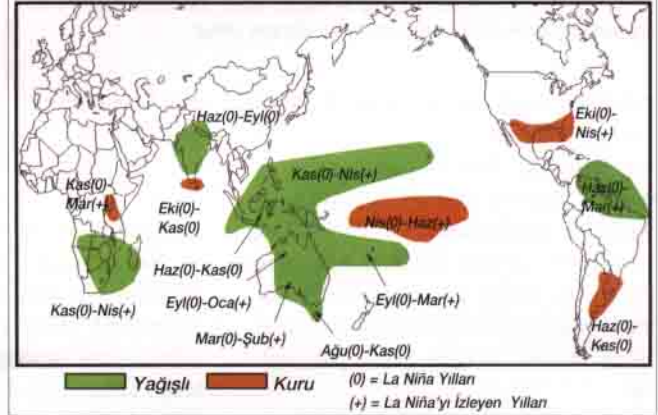 Haz(0)-Eyl(0)
Eki(0)-
Nis(+)
Kas(0)-Nis(+)
Kas(0)-
Mar(+)
Haz(0)-
Mar(+)
Eki(0)-
Kas(0)
Nis(0)-Haz(+)
Haz(0)-Kas(0)
Kas(0)-Nis(+)
Eyl(0)-Oca(+)
Eyl(0)-Mar(+)
Mar(0)-Şub(+)
Ağu(0)-Kas(0)
Haz(0)-
Kas(0)
Yağışlı
Kuru
(0) = La Niña Yılları
(+) = La Niña'yı İzleyen Yılları